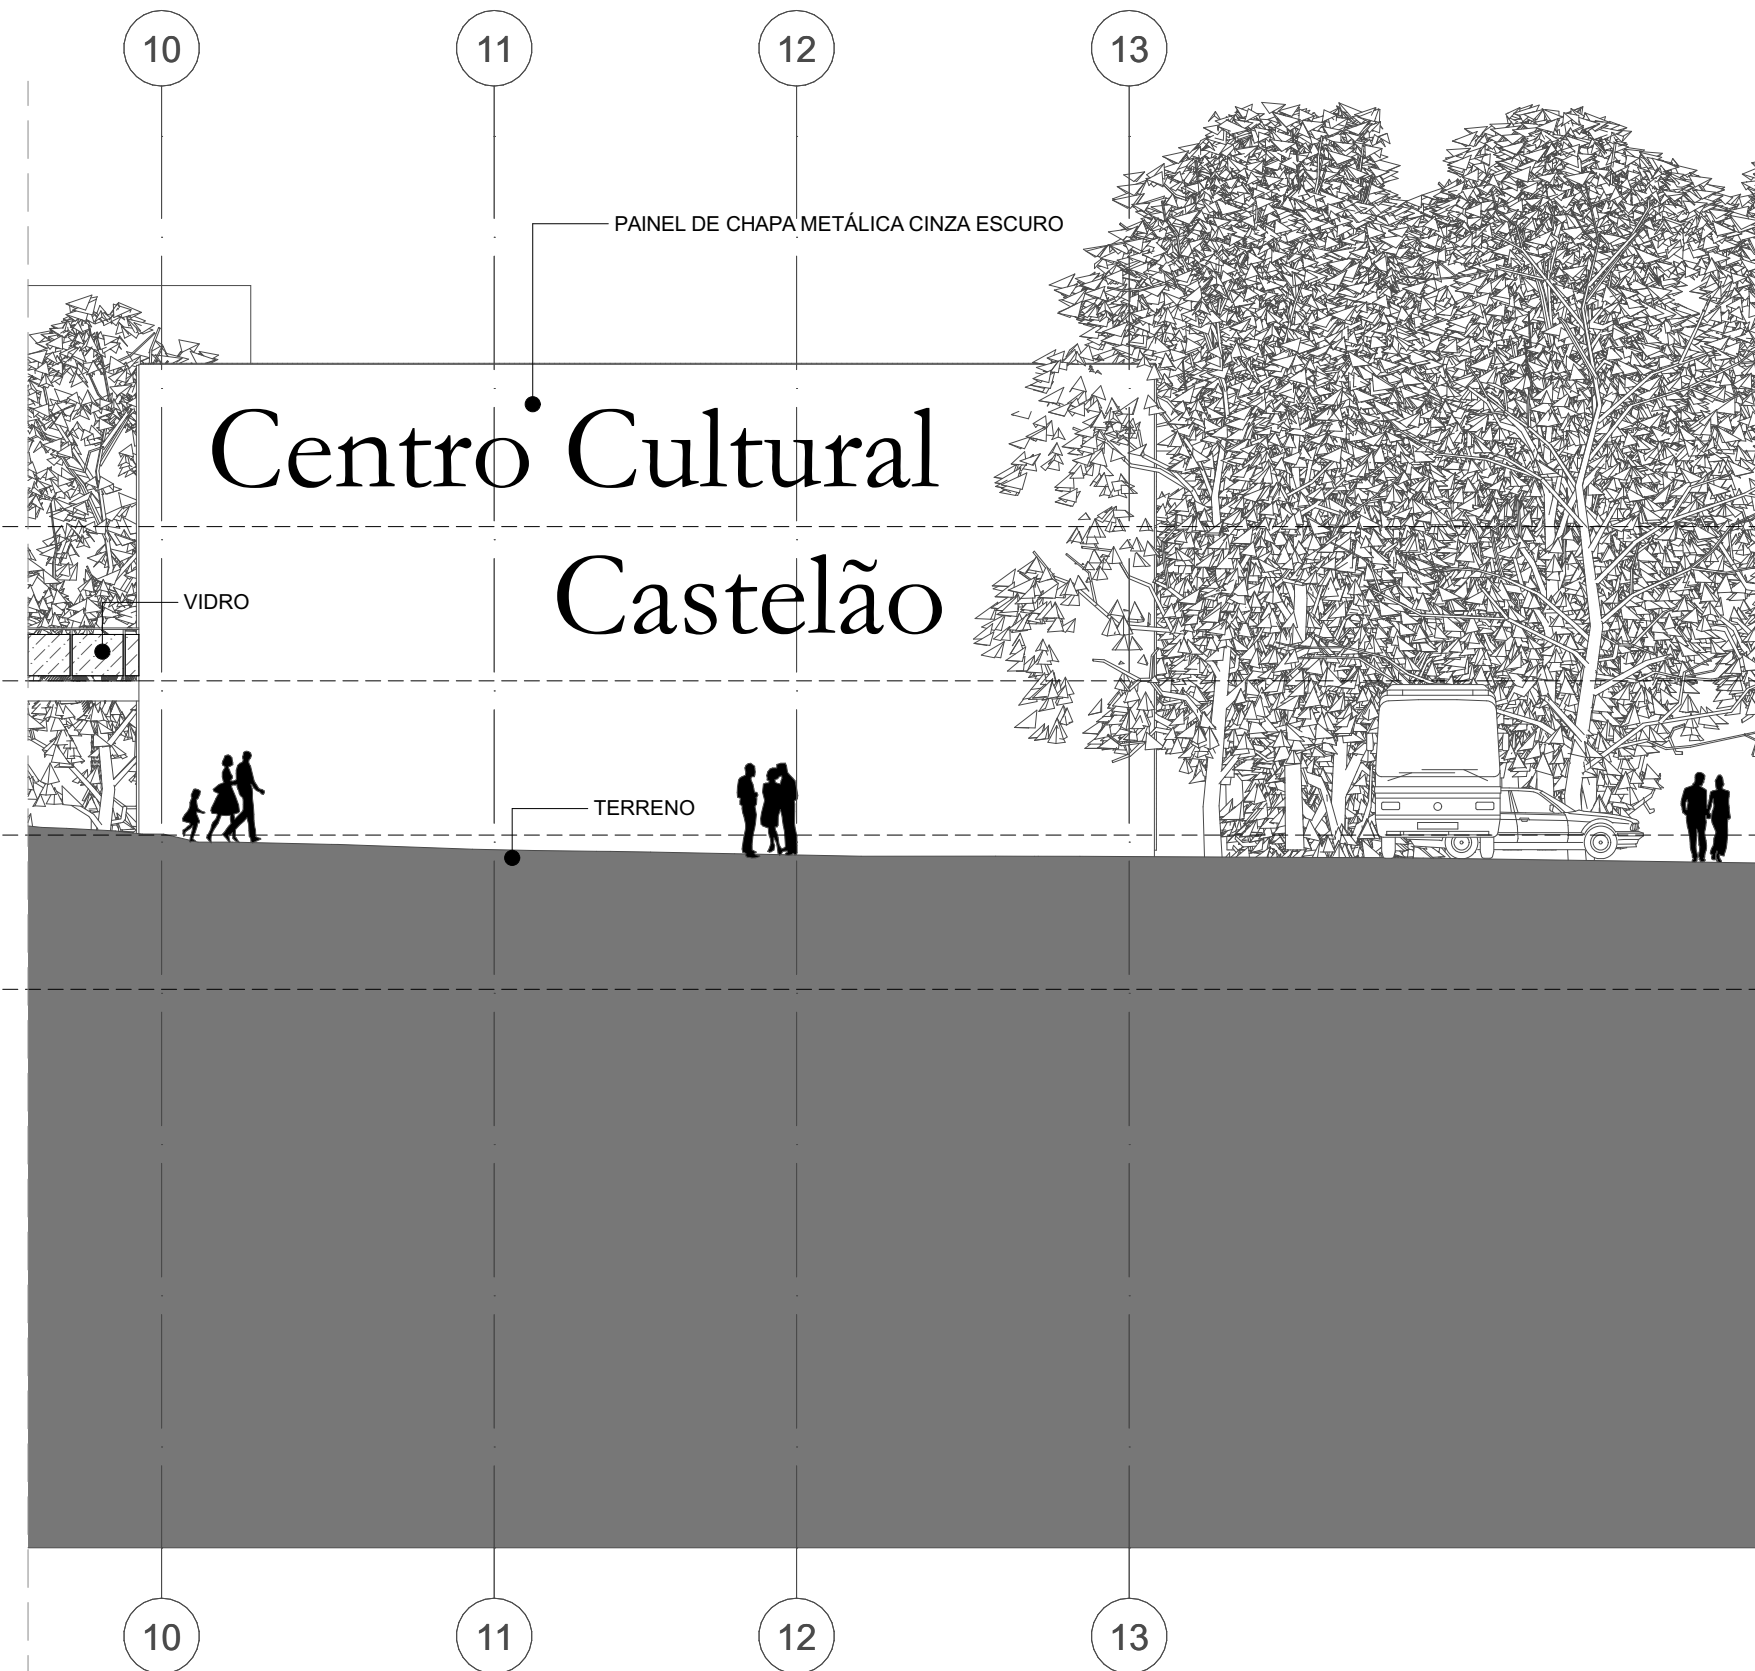 10 11 12 13
PAINEL DE CHAPA METÁLICA CINZA ESCURO
Centro Cultural
Castelão
VIDRO
TERRENO
10 11 12 13